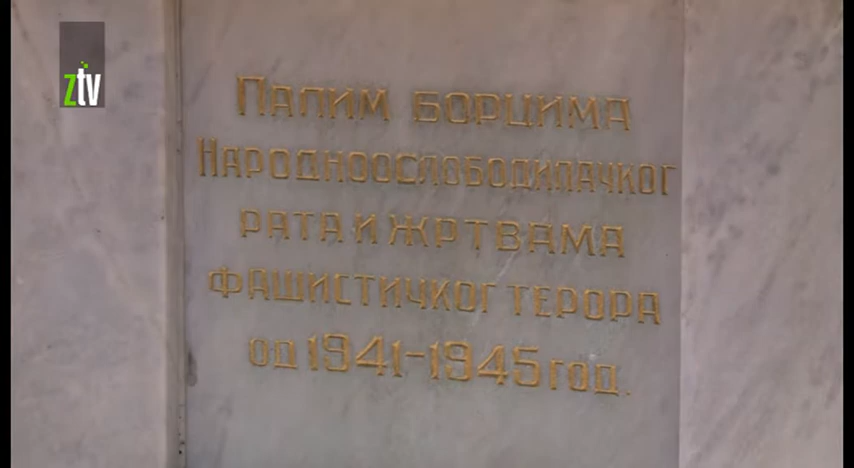 ztv
Палим борцима
Народноослободилачког
рата и жртвама
фашистичког терора
од 1941-1945 год.